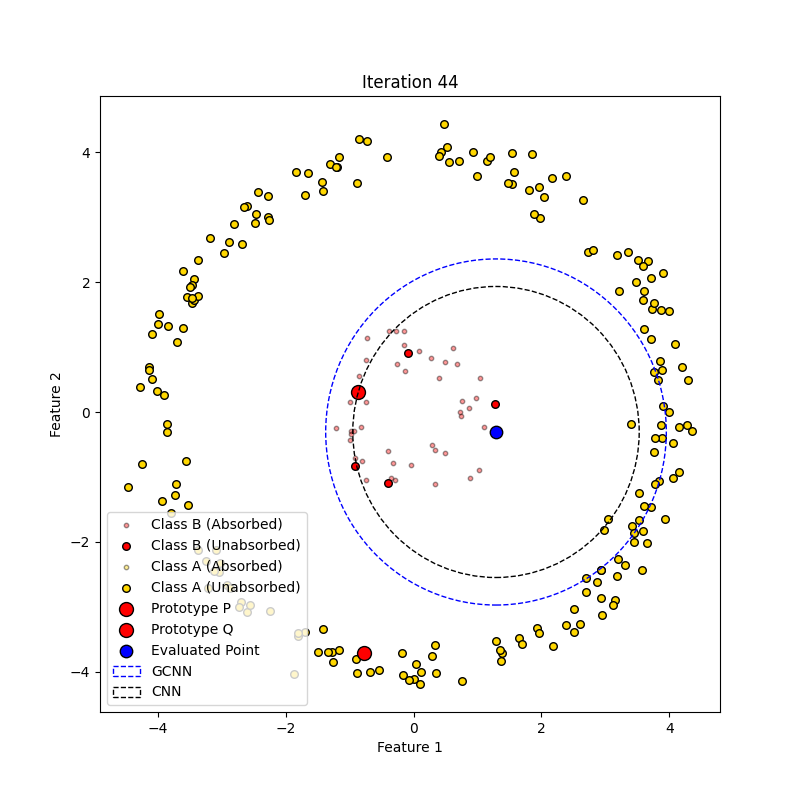 Iteration 44
Feature 2
4
2
0
−2
−4
Class B (Absorbed)
Class B (Unabsorbed)
Class A (Absorbed)
Class A (Unabsorbed)
Prototype P
Prototype Q
Evaluated Point
GCNN
CNN
−4
−2
0
2
4
Feature 1